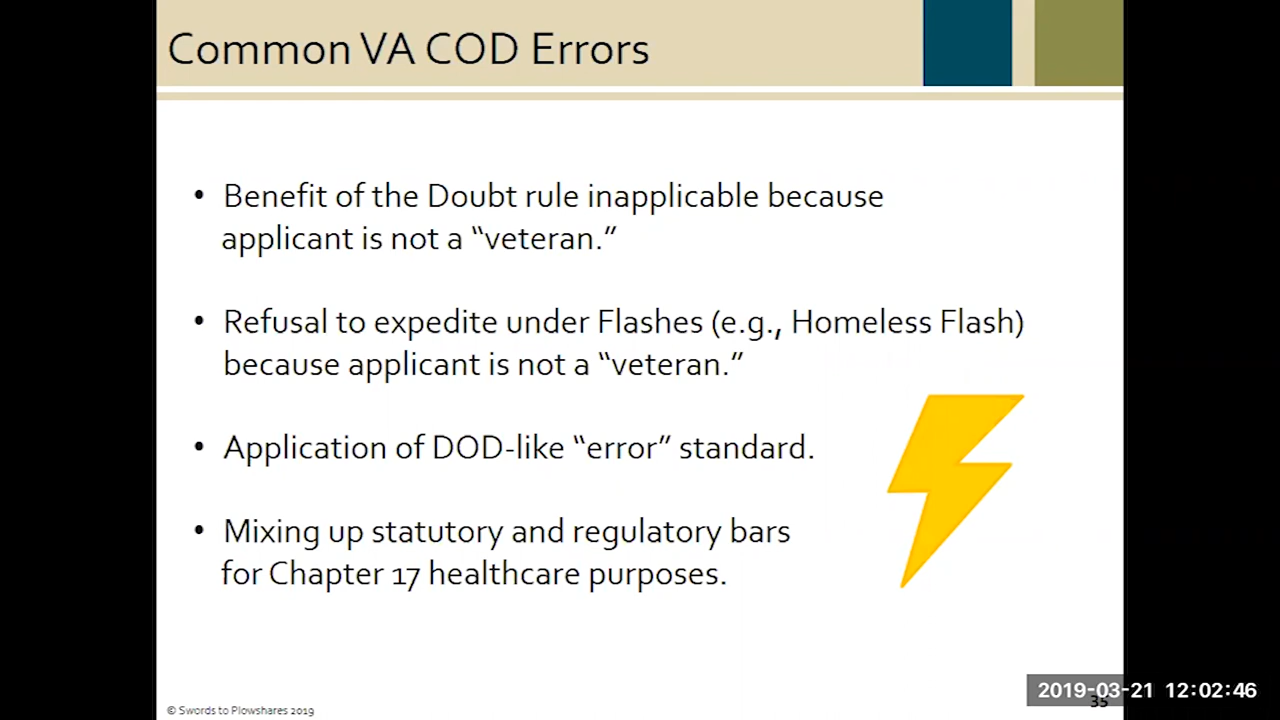 Common VA COD Errors
• Benefit of the Doubt rule inapplicable because
applicant is not a “veteran.”
• Refusal to expedite under Flashes (e.g., Homeless Flash)
because applicant is not a “veteran.”
• Application of DOD-like “error” standard.
• Mixing up statutory and regulatory bars
for Chapter 17 healthcare purposes.
2019-03-21 12:02:46
35
© Swords to Plowshares 2019